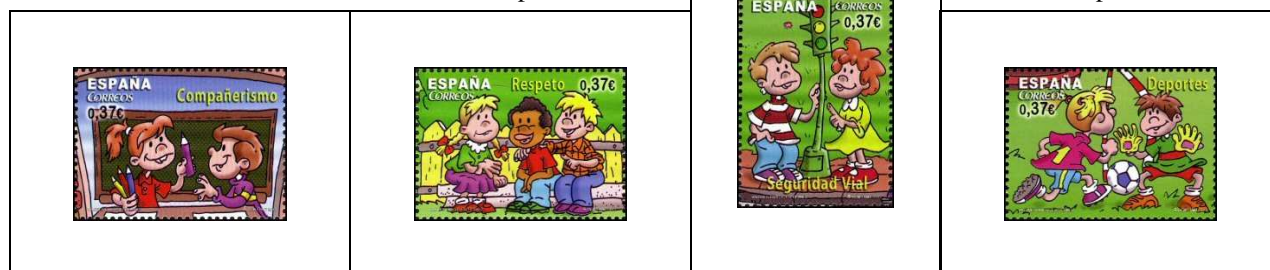 ESPAÑA
CORREOS
0,37€
Compañerismo
ESPAÑA
CORREOS
Respeto
0,37€
ESPAÑA
CORREOS
0,37€
Seguridad Vial
ESPAÑA
CORREOS
0,37€
Deportes